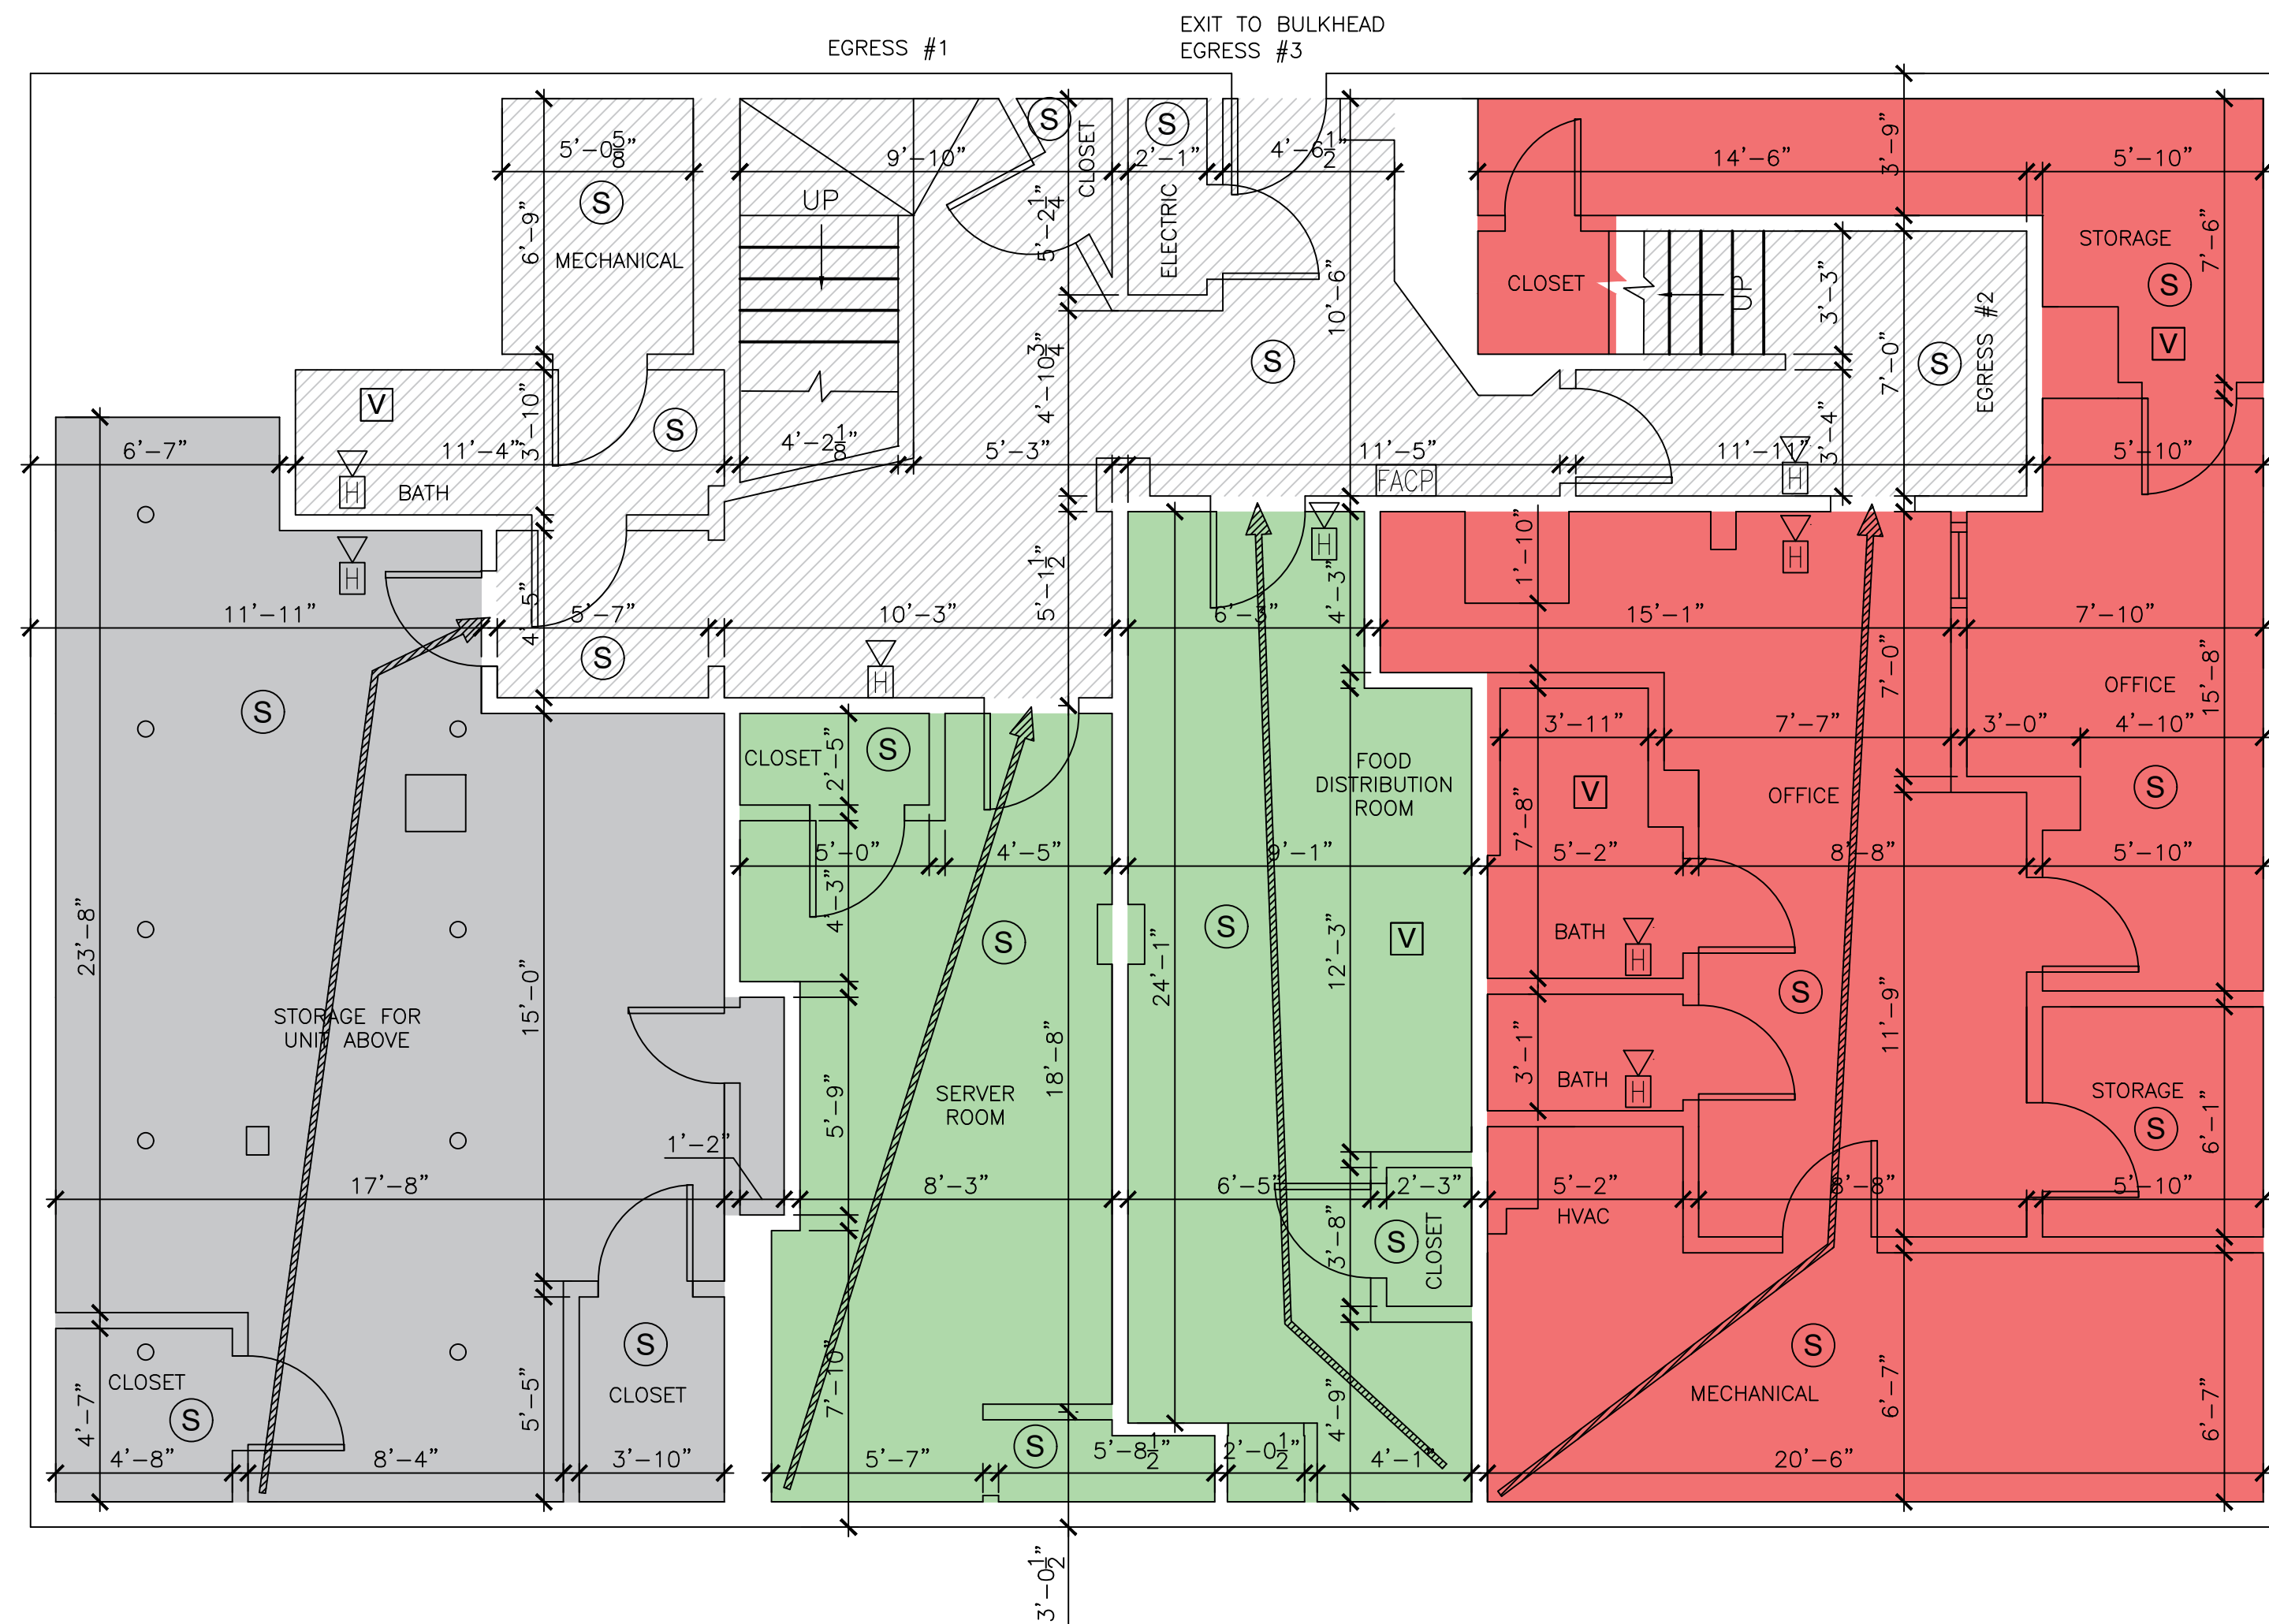 EXIT TO BULKHEAD
EGRESS #3
EGRESS #1
S
S
5'-0 5/8"
9'-10"
2'-1"
4'-6 1/2"
14'-6"
5'-10"
3'-9"
CLOSET
UP
S
6'-9"
MECHANICAL
5'-2 1/4"
ELECTRIC
10'-6"
CLOSET
UP
3'-3"
7'-0"
EGRESS #2
STORAGE
7'-6"
S
V
S
S
4'-10 3/4"
V
S
3'-10"
3'-4"
6'-7"
11'-4"
4'-2 1/8"
5'-3"
11'-5"
11'-11"
5'-10"
H
BATH
FACP
H
H
H
H
1'-10"
4'-5"
5'-1 1/2"
4'-3"
11'-11"
5'-7"
10'-3"
6'-3"
15'-1"
7'-10"
S
H
7'-0"
15'-8"
OFFICE
S
3'-11"
7'-7"
3'-0"
4'-10"
CLOSET
S
2'-5"
FOOD
DISTRIBUTION
ROOM
V
OFFICE
S
7'-8"
5'-0"
4'-5"
9'-1"
5'-2"
8'-8"
5'-10"
4'-3"
23'-8"
S
S
V
12'-3"
24'-1"
BATH
H
15'-0"
S
11'-9"
STORAGE FOR
UNIT ABOVE
18'-8"
5'-9"
SERVER
ROOM
3'-1"
BATH
H
STORAGE
S
6'-1"
1'-2"
17'-8"
8'-3"
6'-5"
2'-3"
5'-2"
8'-8"
5'-10"
HVAC
3'-8"
S
CLOSET
CLOSET
S
S
CLOSET
4'-7"
5'-5"
7'-10"
4'-9"
S
MECHANICAL
6'-7"
6'-7"
S
4'-8"
8'-4"
3'-10"
5'-7"
5'-8 1/2"
2'-0 1/2"
4'-1"
20'-6"
3'-0 1/2"